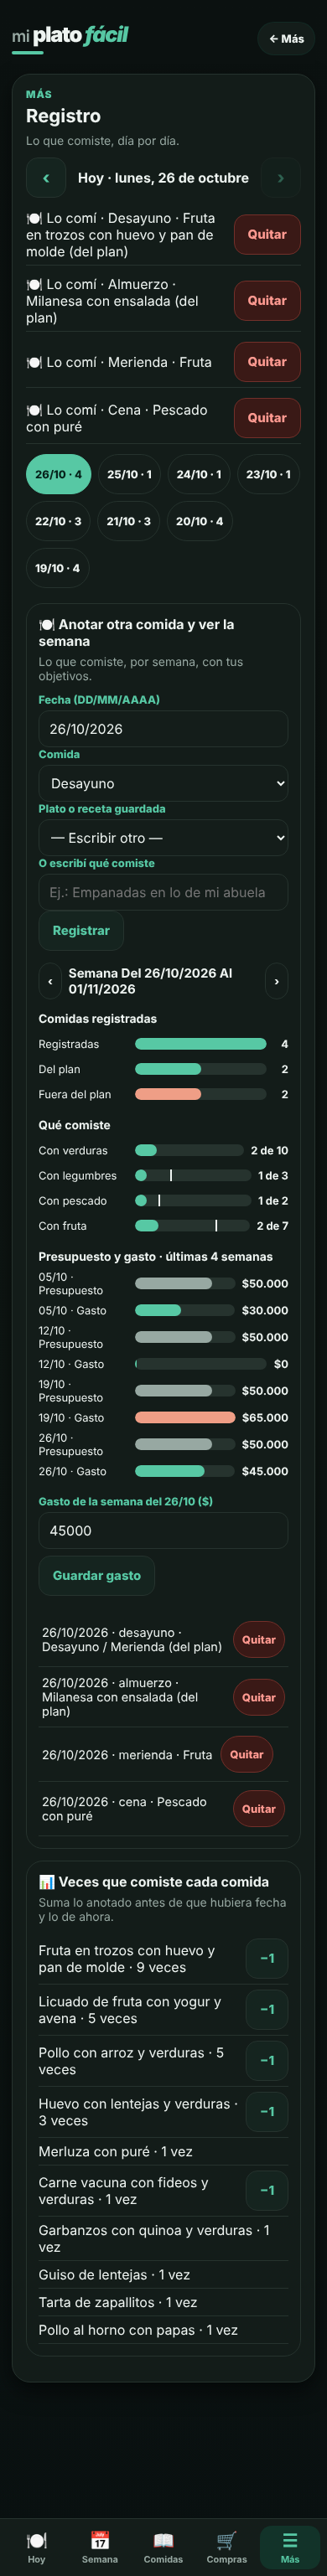 mi plato fácil
← Más
MÁS
Registro
Lo que comiste, día por día.
‹ Hoy · lunes, 26 de octubre ›
🍽️ Lo comí · Desayuno · Fruta
en trozos con huevo y pan de
molde (del plan)
Quitar
🍽️ Lo comí · Almuerzo ·
Milanesa con ensalada (del
plan)
Quitar
🍽️ Lo comí · Merienda · Fruta
Quitar
🍽️ Lo comí · Cena · Pescado
con puré
Quitar
26/10 · 4 25/10 · 1 24/10 · 1 23/10 · 1
22/10 · 3 21/10 · 3 20/10 · 4
19/10 · 4
🍽️ Anotar otra comida y ver la
semana
Lo que comiste, por semana, con tus
objetivos.
Fecha (DD/MM/AAAA)
26/10/2026
Comida
Desayuno
Plato o receta guardada
— Escribir otro —
O escribí qué comiste
Ej.: Empanadas en lo de mi abuela
Registrar
‹ Semana Del 26/10/2026 Al
01/11/2026 ›
Comidas registradas
Registradas 4
Del plan 2
Fuera del plan 2
Qué comiste
Con verduras 2 de 10
Con legumbres 1 de 3
Con pescado 1 de 2
Con fruta 2 de 7
Presupuesto y gasto · últimas 4 semanas
05/10 ·
Presupuesto $50.000
05/10 · Gasto $30.000
12/10 ·
Presupuesto $50.000
12/10 · Gasto $0
19/10 ·
Presupuesto $50.000
19/10 · Gasto $65.000
26/10 ·
Presupuesto $50.000
26/10 · Gasto $45.000
Gasto de la semana del 26/10 ($)
45000
Guardar gasto
26/10/2026 · desayuno ·
Desayuno / Merienda (del plan)
Quitar
26/10/2026 · almuerzo ·
Milanesa con ensalada (del
plan)
Quitar
26/10/2026 · merienda · Fruta
Quitar
26/10/2026 · cena · Pescado
con puré
Quitar
📊 Veces que comiste cada comida
Suma lo anotado antes de que hubiera fecha
y lo de ahora.
Fruta en trozos con huevo y
pan de molde · 9 veces
−1
Licuado de fruta con yogur y
avena · 5 veces
−1
Pollo con arroz y verduras · 5
veces
−1
Huevo con lentejas y verduras ·
3 veces
−1
Merluza con puré · 1 vez
Carne vacuna con fideos y
verduras · 1 vez
−1
Garbanzos con quinoa y verduras · 1
vez
Guiso de lentejas · 1 vez
Tarta de zapallitos · 1 vez
Pollo al horno con papas · 1 vez
Hoy Semana Comidas Compras Más